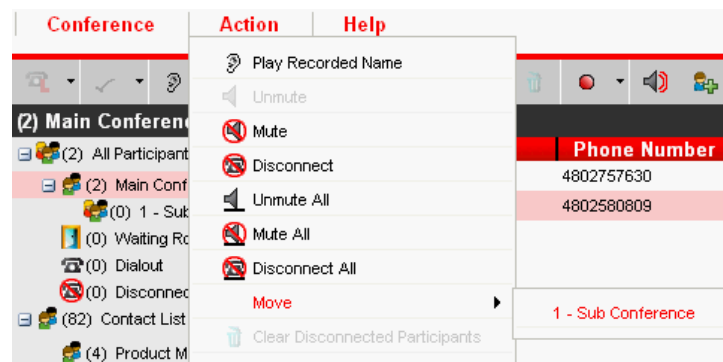 Conference Action Help
Play Recorded Name
Unmute
Mute
Disconnect
Unmute All
Mute All
Disconnect All
Move
Clear Disconnected Participants
1 - Sub Conference
(2) Main Conferen
(2) All Participant
(2) Main Conf
(0) 1 - Sub
(0) Waiting Ro
(0) Dialout
(0) Disconnec
(82) Contact List
(4) Product M
Phone Number
4802757630
4802580809